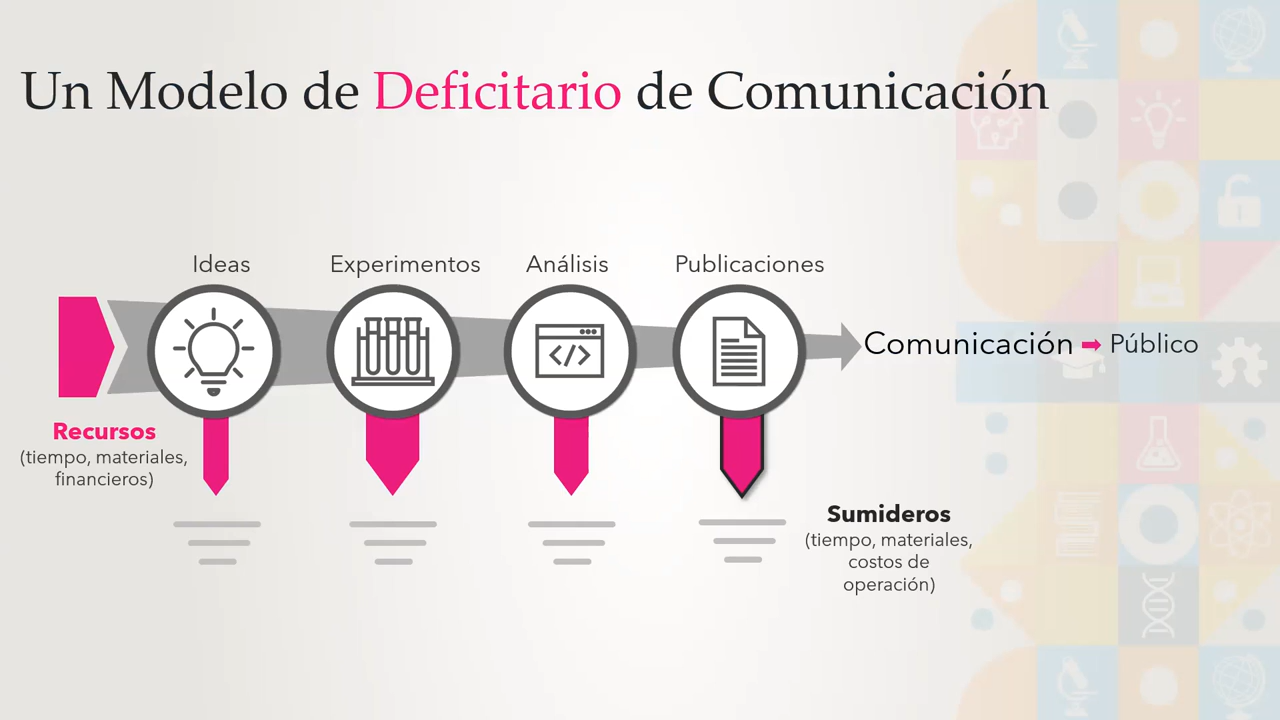 Un Modelo de Deficitario de Comunicación
Ideas
Experimentos
Análisis
Publicaciones
Comunicación ➡ Público
Recursos
(tiempo, materiales,
financieros)
Sumideros
(tiempo, materiales,
costos de
operación)